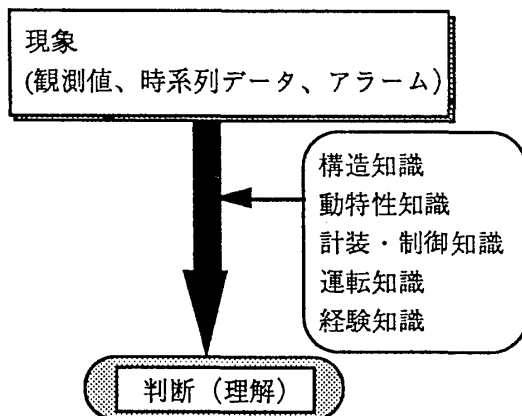 現象
(観測値、時系列データ、アラーム)
構造知識
動特性知識
計装・制御知識
運転知識
経験知識
判断（理解）